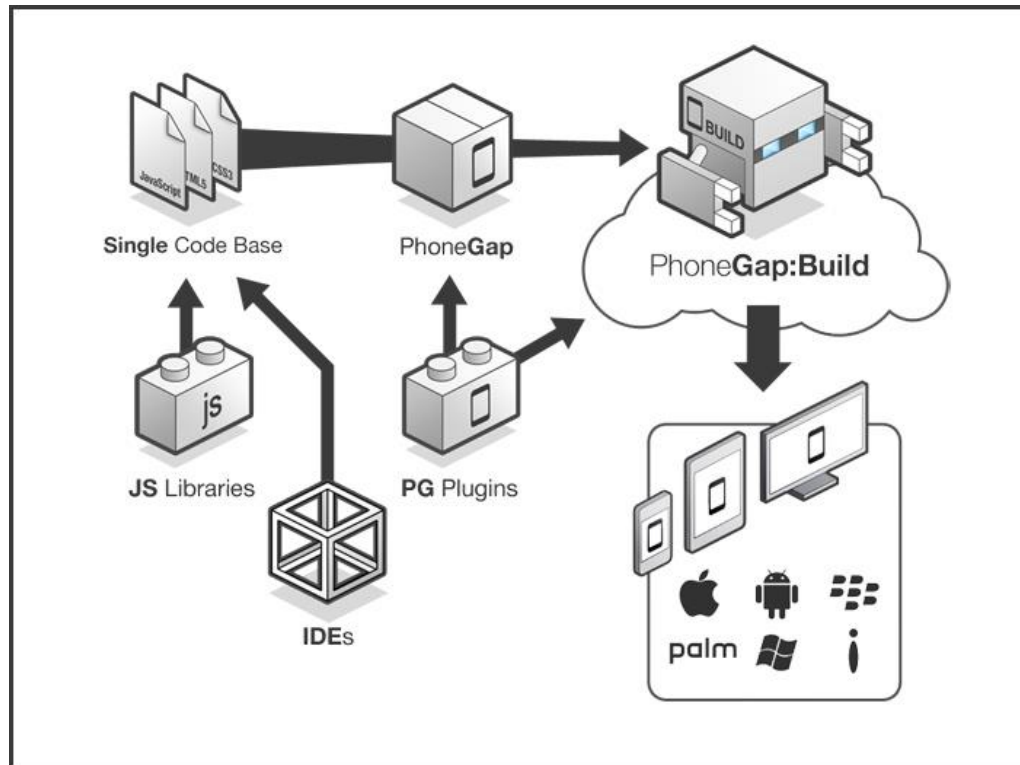 JavaScript
HTML5
CSS3
BUILD
Single Code Base
PhoneGap
PhoneGap:Build
js
JS Libraries
PG Plugins
IDEs
palm